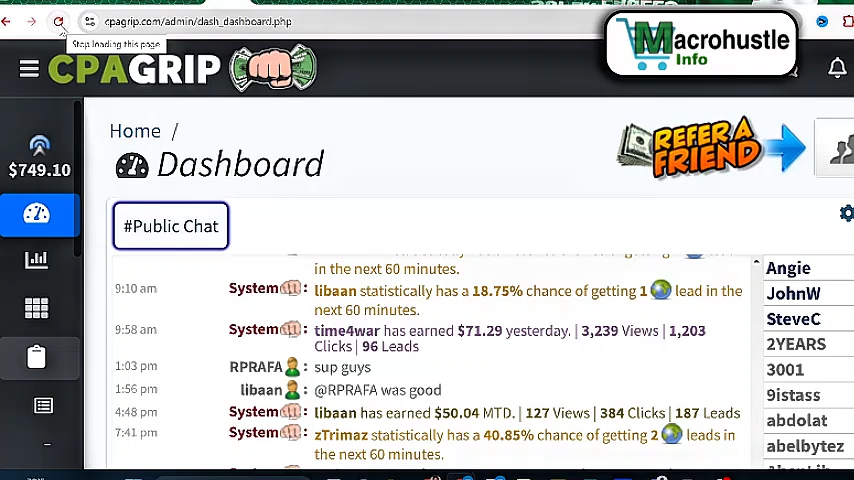 cpagrip.com/admin/dash_dashboard.php
Stop loading this page
Macrohustle
Info
CPAGRIP
Home /
REFER A
FRIEND
$749.10
Dashboard
#Public Chat
in the next 60 minutes.
9:10 am System: libaan statistically has a 18.75% chance of getting 1 lead in the
next 60 minutes.
9:58 am System: time4war has earned $71.29 yesterday. | 3,239 Views | 1,203
Clicks | 96 Leads
1:03 pm RPRAFA: sup guys
1:56 pm libaan: @RPRAFA was good
4:48 pm System: libaan has earned $50.04 MTD. | 127 Views | 384 Clicks | 187 Leads
7:41 pm System: zTrimaz statistically has a 40.85% chance of getting 2 leads in
the next 60 minutes.
Angie
JohnW
SteveC
2YEARS
3001
9istass
abdolat
abelbytez